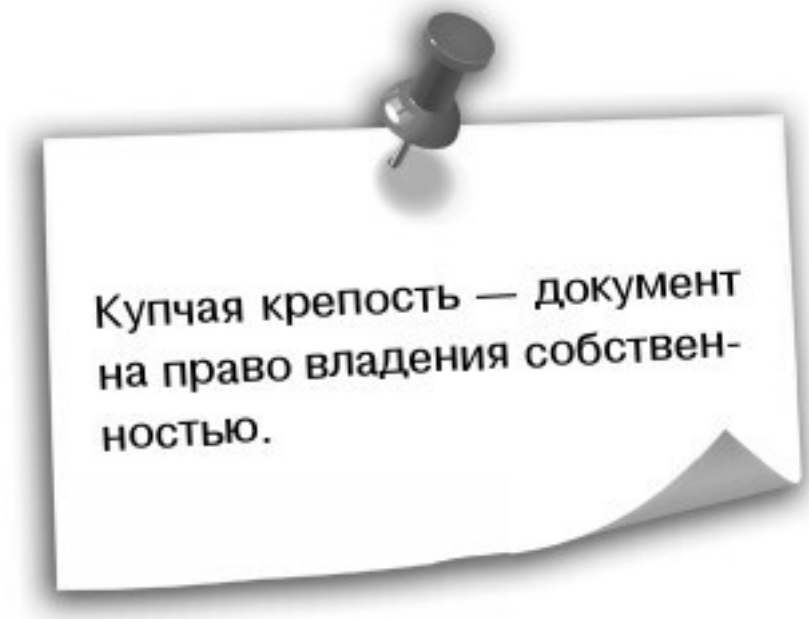 Купчая крепость — документ
на право владения собствен-
ностью.